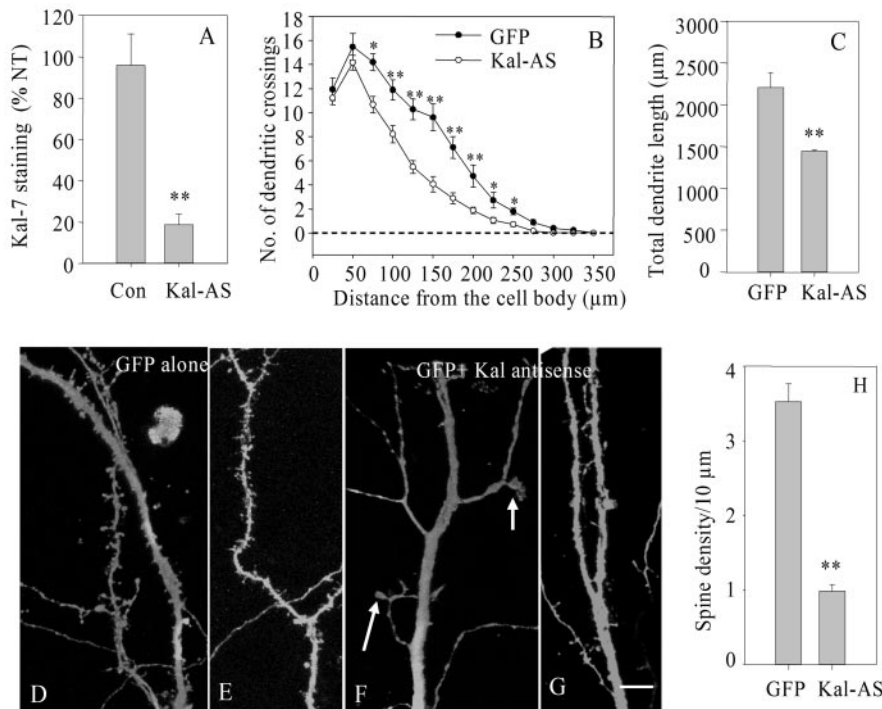 A
Kal-7 staining (% NT)
120
100
80
60
40
20
0
**
Con Kal-AS
B
No. of dendritic crossings
18
16
14
12
10
8
6
4
2
0
GFP
Kal-AS
*
**
**
**
**
**
*
*
0 50 100 150 200 250 300 350
Distance from the cell body (µm)
C
Total dendrite length (µm)
3000
2200
1500
500
0
**
GFP Kal-AS
GFP alone
GFP+ Kal antisense
D
E
F
G
H
Spine density/10 µm
4
3
2
1
0
**
GFP Kal-AS